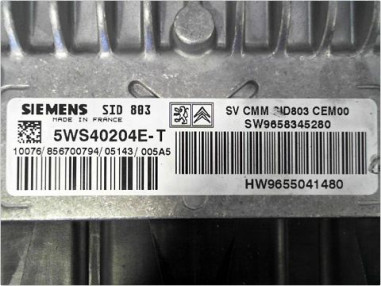 SIEMENS SID 803
MADE IN FRANCE
5WS40204E-T
10076/856700794/05143/005A5
SV CMM SID803 CEM00
SW9658345280
HW9655041480